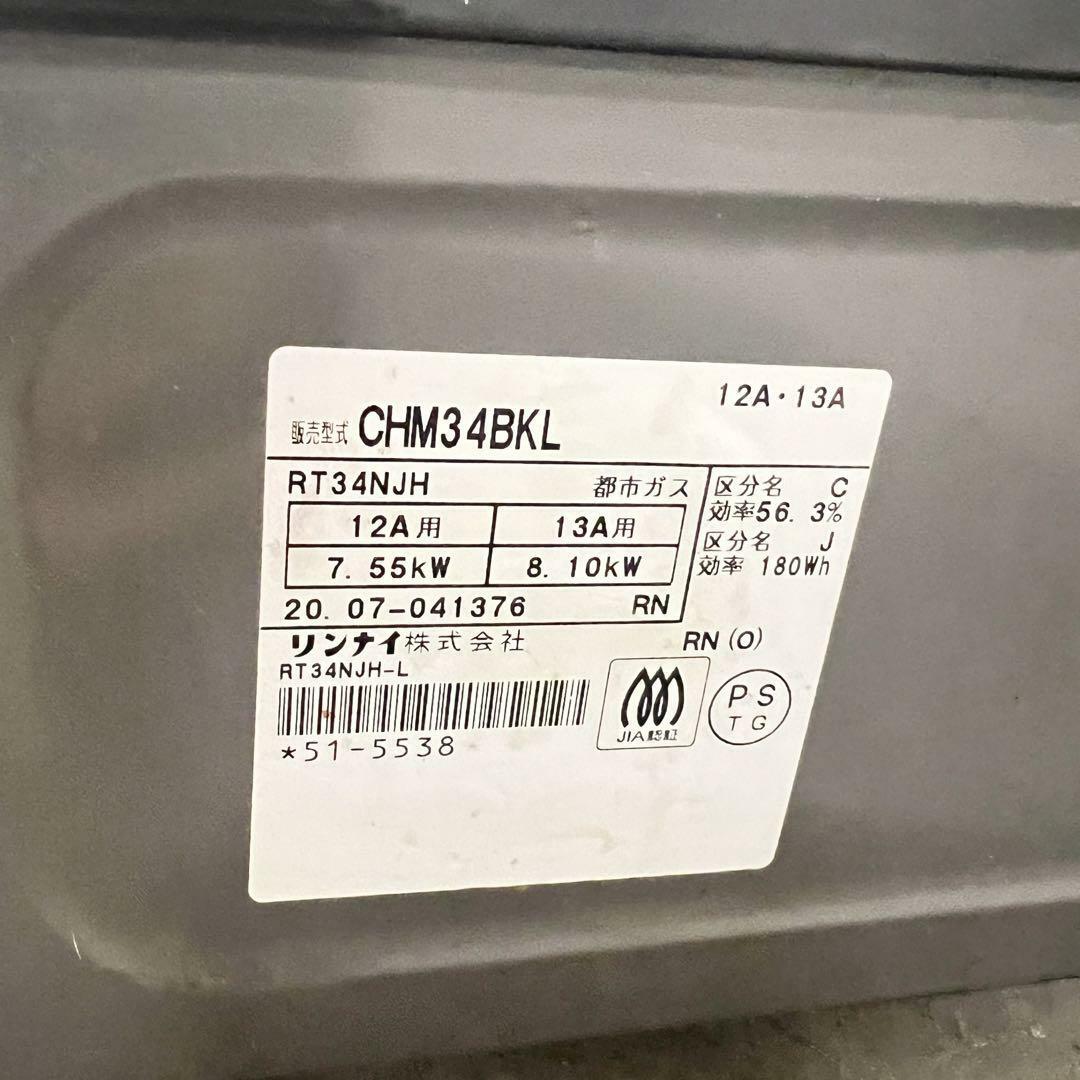 12A・13A
販売型式 CHM34BKL
RT34NJH 都市ガス
12A用 13A用
7.55kW 8.10kW
20.07-041376 RN
区分名 C
効率56.3%
区分名 J
効率 180Wh
リンナイ株式会社 RN(O)
RT34NJH-L
*51-5538
JIA認証
PS
TG